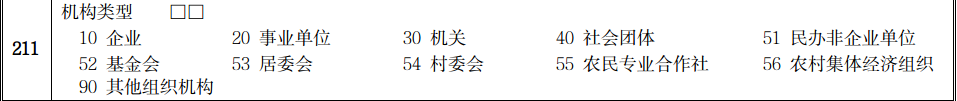 211
机构类型 □□
10 企业 20 事业单位 30 机关 40 社会团体 51 民办非企业单位
52 基金会 53 居委会 54 村委会 55 农民专业合作社 56 农村集体经济组织
90 其他组织机构